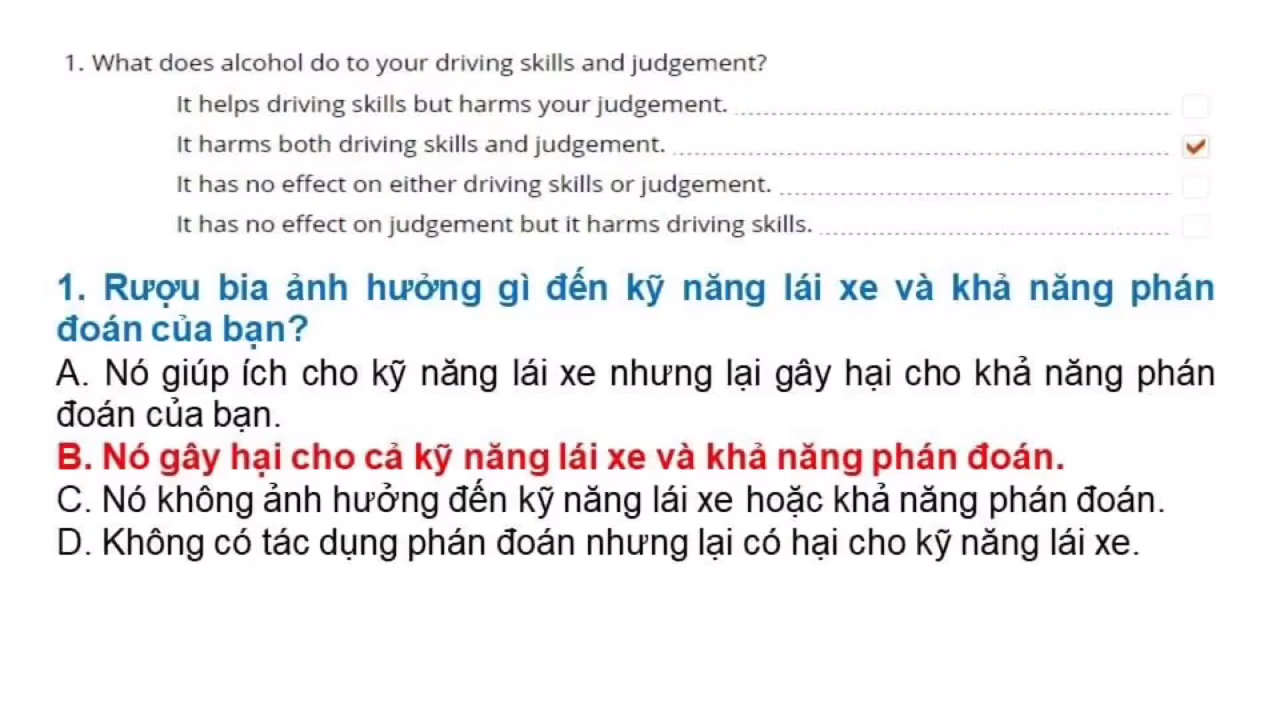 1. What does alcohol do to your driving skills and judgement?
It helps driving skills but harms your judgement.
It harms both driving skills and judgement.
It has no effect on either driving skills or judgement.
It has no effect on judgement but it harms driving skills.
1. Rượu bia ảnh hưởng gì đến kỹ năng lái xe và khả năng phán
đoán của bạn?
A. Nó giúp ích cho kỹ năng lái xe nhưng lại gây hại cho khả năng phán
đoán của bạn.
B. Nó gây hại cho cả kỹ năng lái xe và khả năng phán đoán.
C. Nó không ảnh hưởng đến kỹ năng lái xe hoặc khả năng phán đoán.
D. Không có tác dụng phán đoán nhưng lại có hại cho kỹ năng lái xe.